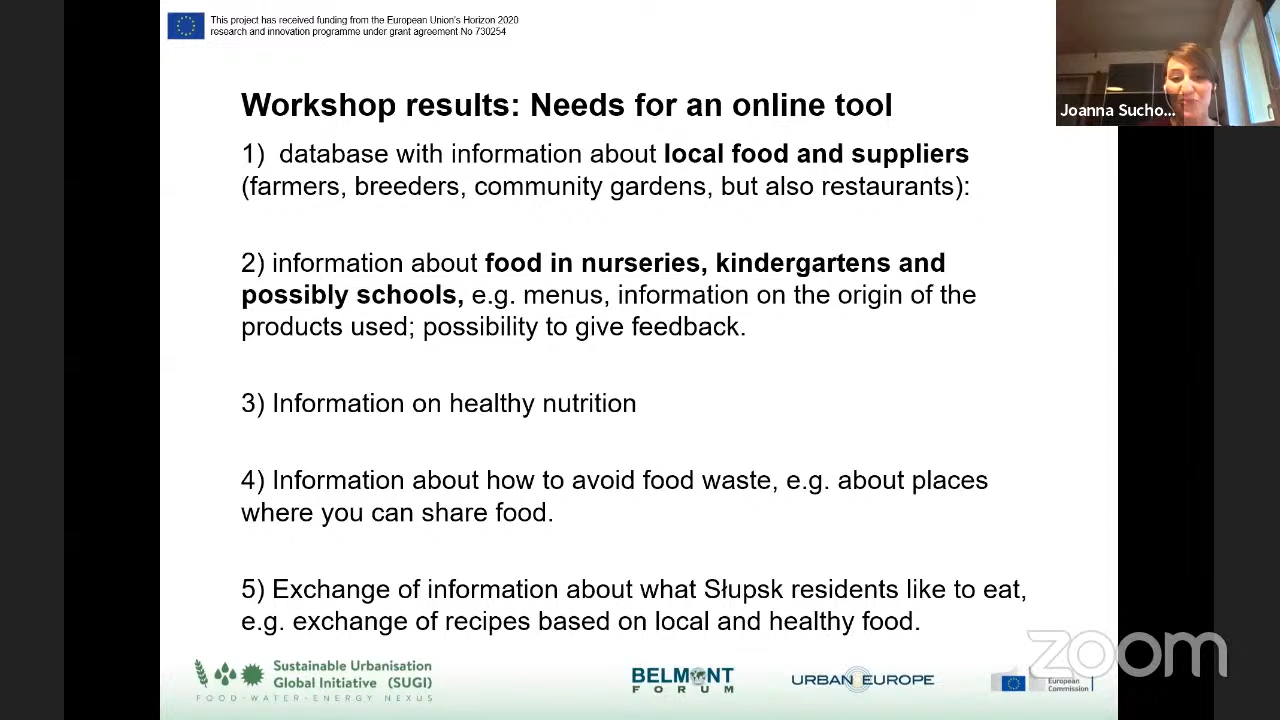 This project has received funding from the European Union's Horizon 2020
research and innovation programme under grant agreement No 730254
Joanna Sucho...
Workshop results: Needs for an online tool
1) database with information about local food and suppliers
(farmers, breeders, community gardens, but also restaurants):
2) information about food in nurseries, kindergartens and
possibly schools, e.g. menus, information on the origin of the
products used; possibility to give feedback.
3) Information on healthy nutrition
4) Information about how to avoid food waste, e.g. about places
where you can share food.
5) Exchange of information about what Słupsk residents like to eat,
e.g. exchange of recipes based on local and healthy food.
zoom
Sustainable Urbanisation
Global Initiative (SUGI)
FOOD-WATER-ENERGY NEXUS
BELMONT
FORUM
URBAN EUROPE
European
Commission